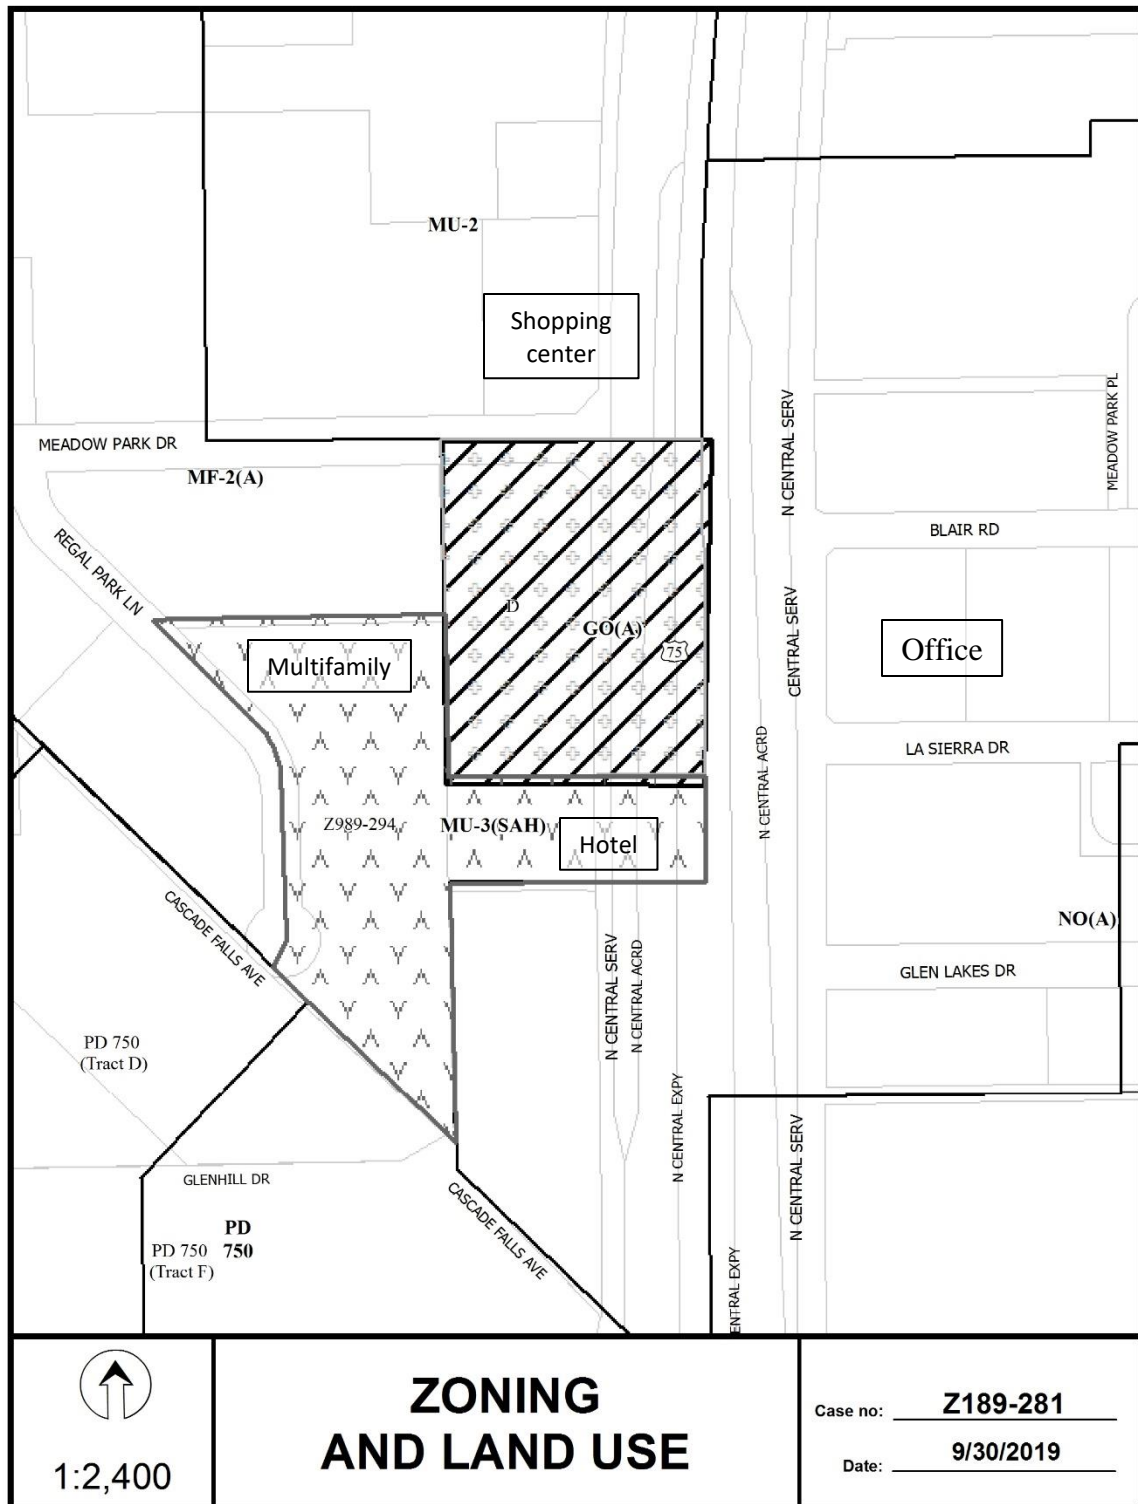 MU-2
Shopping
center
N CENTRAL SERV
MEADOW PARK PL
MEADOW PARK DR
MF-2(A)
BLAIR RD
REGAL PARK LN
D
GO(A)
75
CENTRAL SERV
Office
Multifamily
LA SIERRA DR
N CENTRAL ACRD
Z989-294
MU-3(SAH)
Hotel
CASCADE FALLS AVE
NO(A)
N CENTRAL SERV
N CENTRAL ACRD
GLEN LAKES DR
PD 750
(Tract D)
N CENTRAL EXPY
N CENTRAL SERV
GLENHILL DR
CASCADE FALLS AVE
PD
750
PD 750
(Tract F)
ENTRAL EXPY
1:2,400
ZONING
AND LAND USE
Case no: Z189-281
Date: 9/30/2019